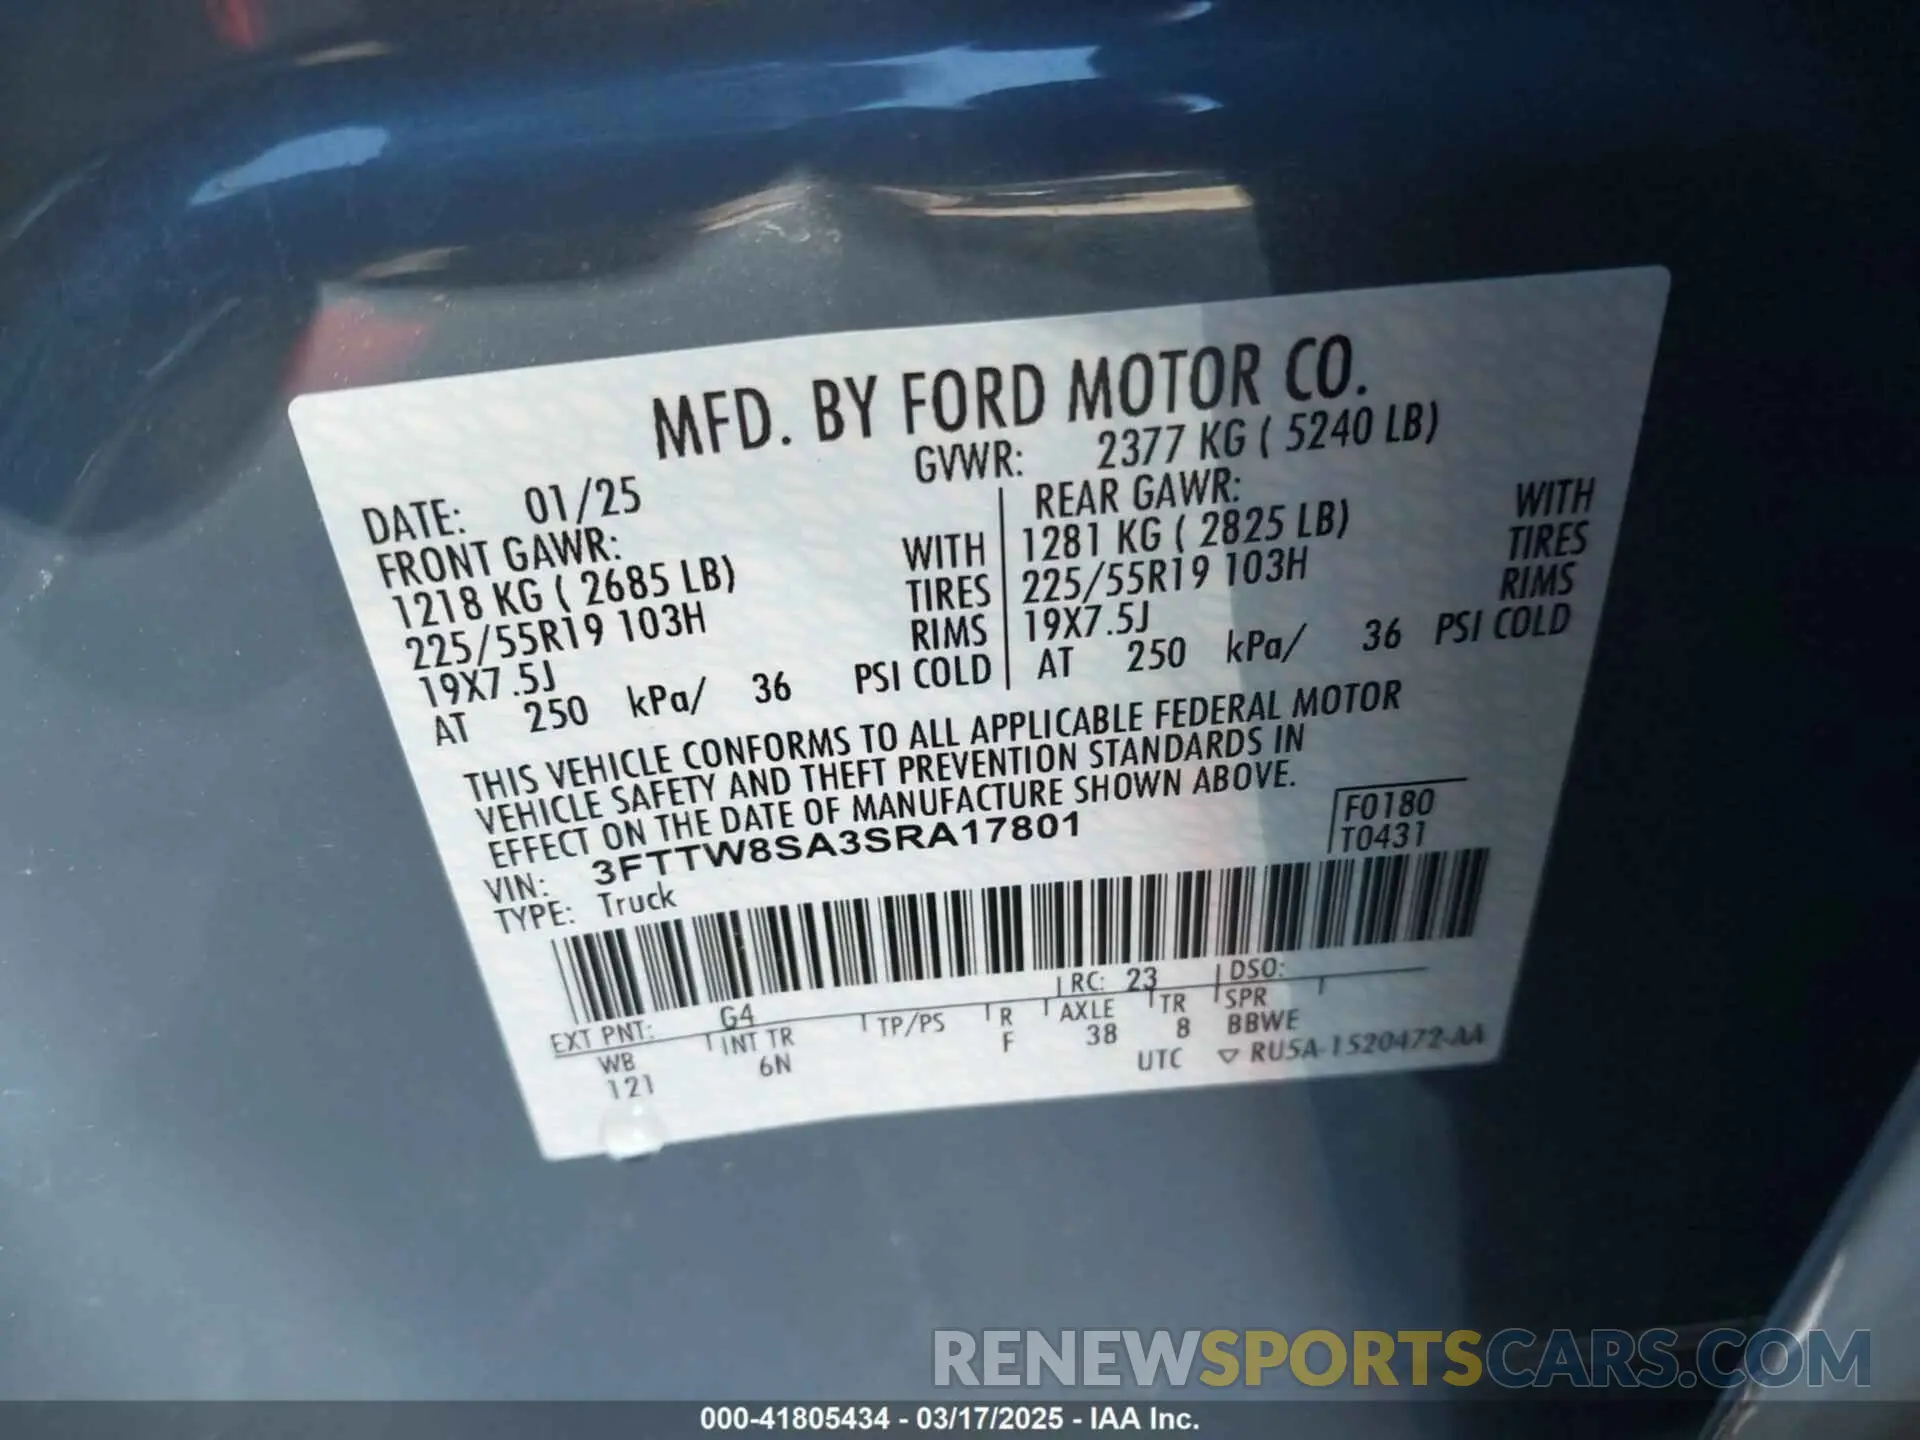 MFD. BY FORD MOTOR CO.
DATE: 01/25 GVWR: 2377 KG ( 5240 LB)
FRONT GAWR: REAR GAWR:
1218 KG ( 2685 LB) WITH 1281 KG ( 2825 LB) WITH
225/55R19 103H TIRES 225/55R19 103H TIRES
19X7.5J RIMS 19X7.5J RIMS
AT 250 kPa/ 36 PSI COLD AT 250 kPa/ 36 PSI COLD
THIS VEHICLE CONFORMS TO ALL APPLICABLE FEDERAL MOTOR
VEHICLE SAFETY AND THEFT PREVENTION STANDARDS IN
EFFECT ON THE DATE OF MANUFACTURE SHOWN ABOVE.
VIN: 3FTTW8SA3SRA17801 F0180
TYPE: Truck T0431
EXT PNT: G4 RC: 23 DSO:
WB INT TR TP/PS R AXLE TR SPR
121 6N F 38 8 BBWE
UTC ▽ RU5A-1520472-AA
RENEWSPORTSCARS.COM
000-41805434 - 03/17/2025 - IAA Inc.